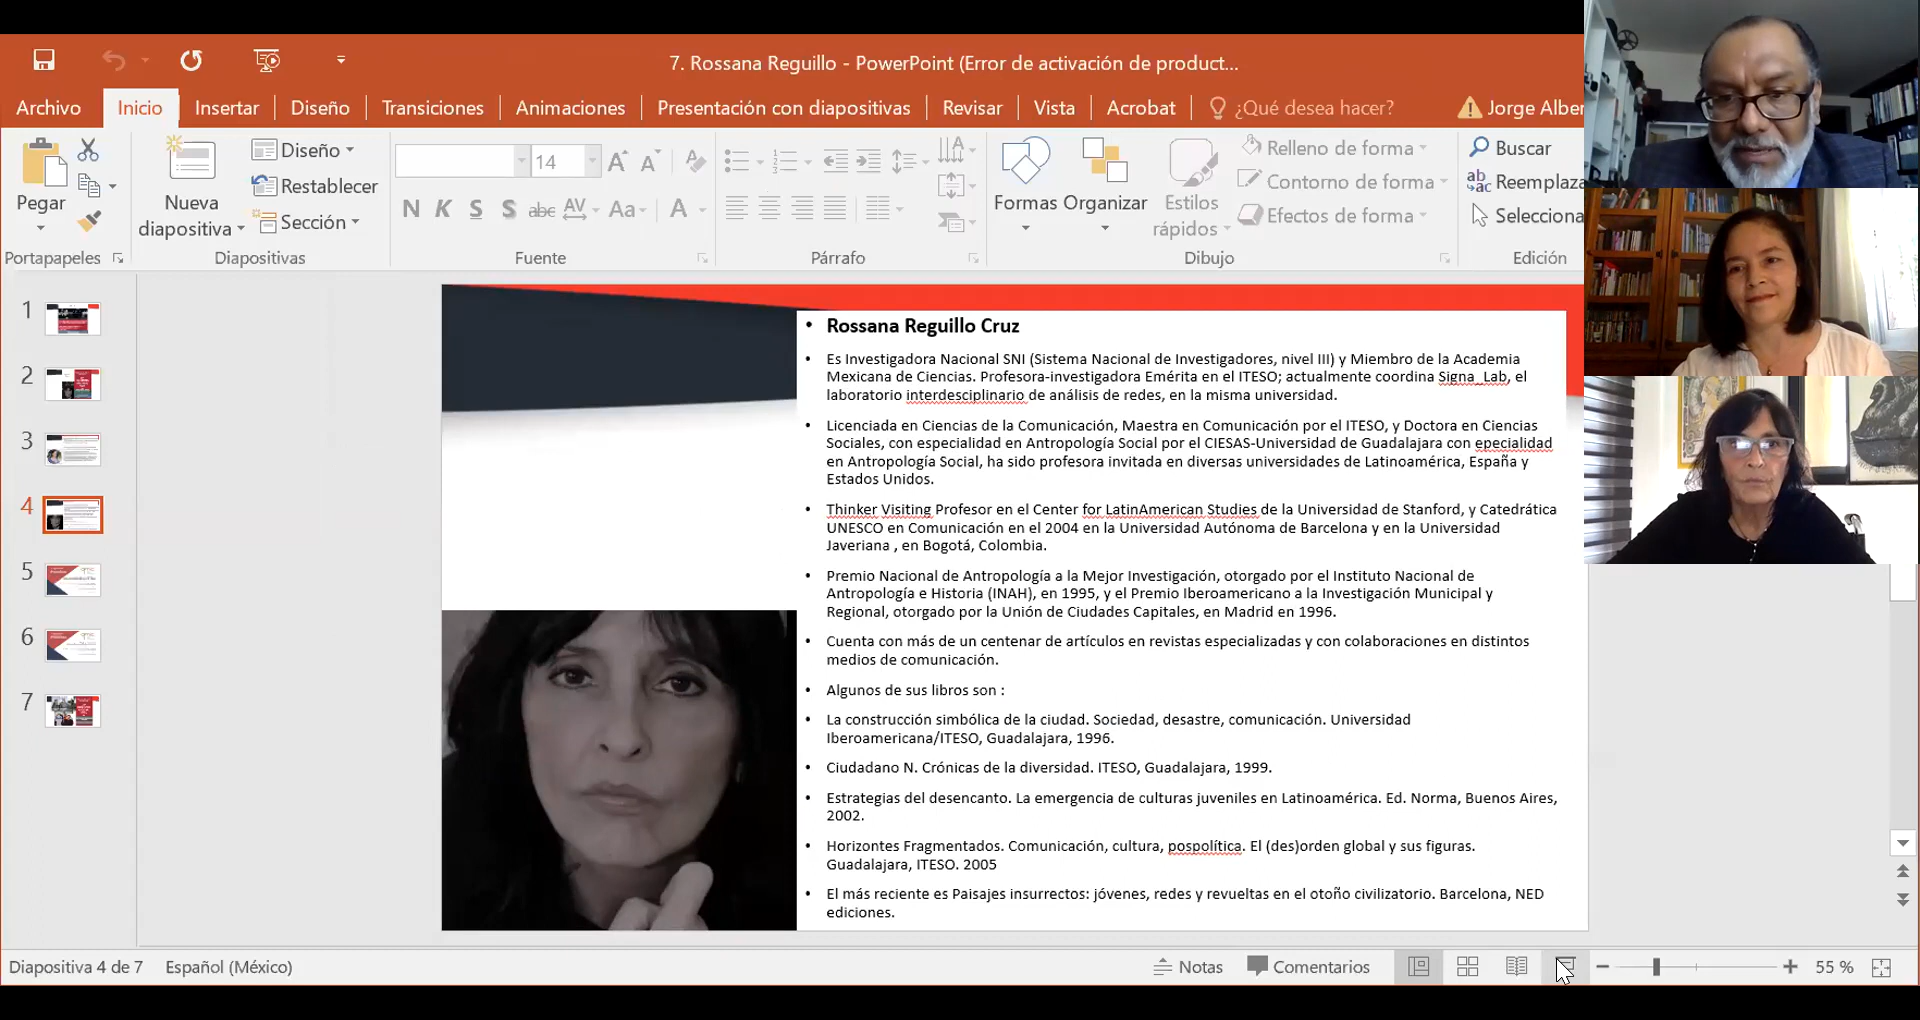 7. Rossana Reguillo - PowerPoint (Error de activación de product...
Archivo
Inicio
Insertar
Diseño
Transiciones
Animaciones
Presentación con diapositivas
Revisar
Vista
Acrobat
¿Qué desea hacer?
Jorge Alber
Pegar
Portapapeles
Nueva
diapositiva
Diseño
Restablecer
Sección
Diapositivas
14
N K S S abc AV Aa A
Fuente
Párrafo
Formas
Organizar
Estilos
rápidos
Relleno de forma
Contorno de forma
Efectos de forma
Dibujo
Buscar
Reemplaza
Selecciona
Edición
1
2
3
4
5
6
7
• Rossana Reguillo Cruz
• Es Investigadora Nacional SNI (Sistema Nacional de Investigadores, nivel III) y Miembro de la Academia
Mexicana de Ciencias. Profesora-investigadora Emérita en el ITESO; actualmente coordina Signa_Lab, el
laboratorio interdesciplinario de análisis de redes, en la misma universidad.
• Licenciada en Ciencias de la Comunicación, Maestra en Comunicación por el ITESO, y Doctora en Ciencias
Sociales, con especialidad en Antropología Social por el CIESAS-Universidad de Guadalajara con epecialidad
en Antropología Social, ha sido profesora invitada en diversas universidades de Latinoamérica, España y
Estados Unidos.
• Thinker Visiting Profesor en el Center for LatinAmerican Studies de la Universidad de Stanford, y Catedrática
UNESCO en Comunicación en el 2004 en la Universidad Autónoma de Barcelona y en la Universidad
Javeriana , en Bogotá, Colombia.
• Premio Nacional de Antropología a la Mejor Investigación, otorgado por el Instituto Nacional de
Antropología e Historia (INAH), en 1995, y el Premio Iberoamericano a la Investigación Municipal y
Regional, otorgado por la Unión de Ciudades Capitales, en Madrid en 1996.
• Cuenta con más de un centenar de artículos en revistas especializadas y con colaboraciones en distintos
medios de comunicación.
• Algunos de sus libros son :
• La construcción simbólica de la ciudad. Sociedad, desastre, comunicación. Universidad
Iberoamericana/ITESO, Guadalajara, 1996.
• Ciudadano N. Crónicas de la diversidad. ITESO, Guadalajara, 1999.
• Estrategias del desencanto. La emergencia de culturas juveniles en Latinoamérica. Ed. Norma, Buenos Aires,
2002.
• Horizontes Fragmentados. Comunicación, cultura, pospolítica. El (des)orden global y sus figuras.
Guadalajara, ITESO. 2005
• El más reciente es Paisajes insurrectos: jóvenes, redes y revueltas en el otoño civilizatorio. Barcelona, NED
ediciones.
Diapositiva 4 de 7
Español (México)
Notas
Comentarios
55 %